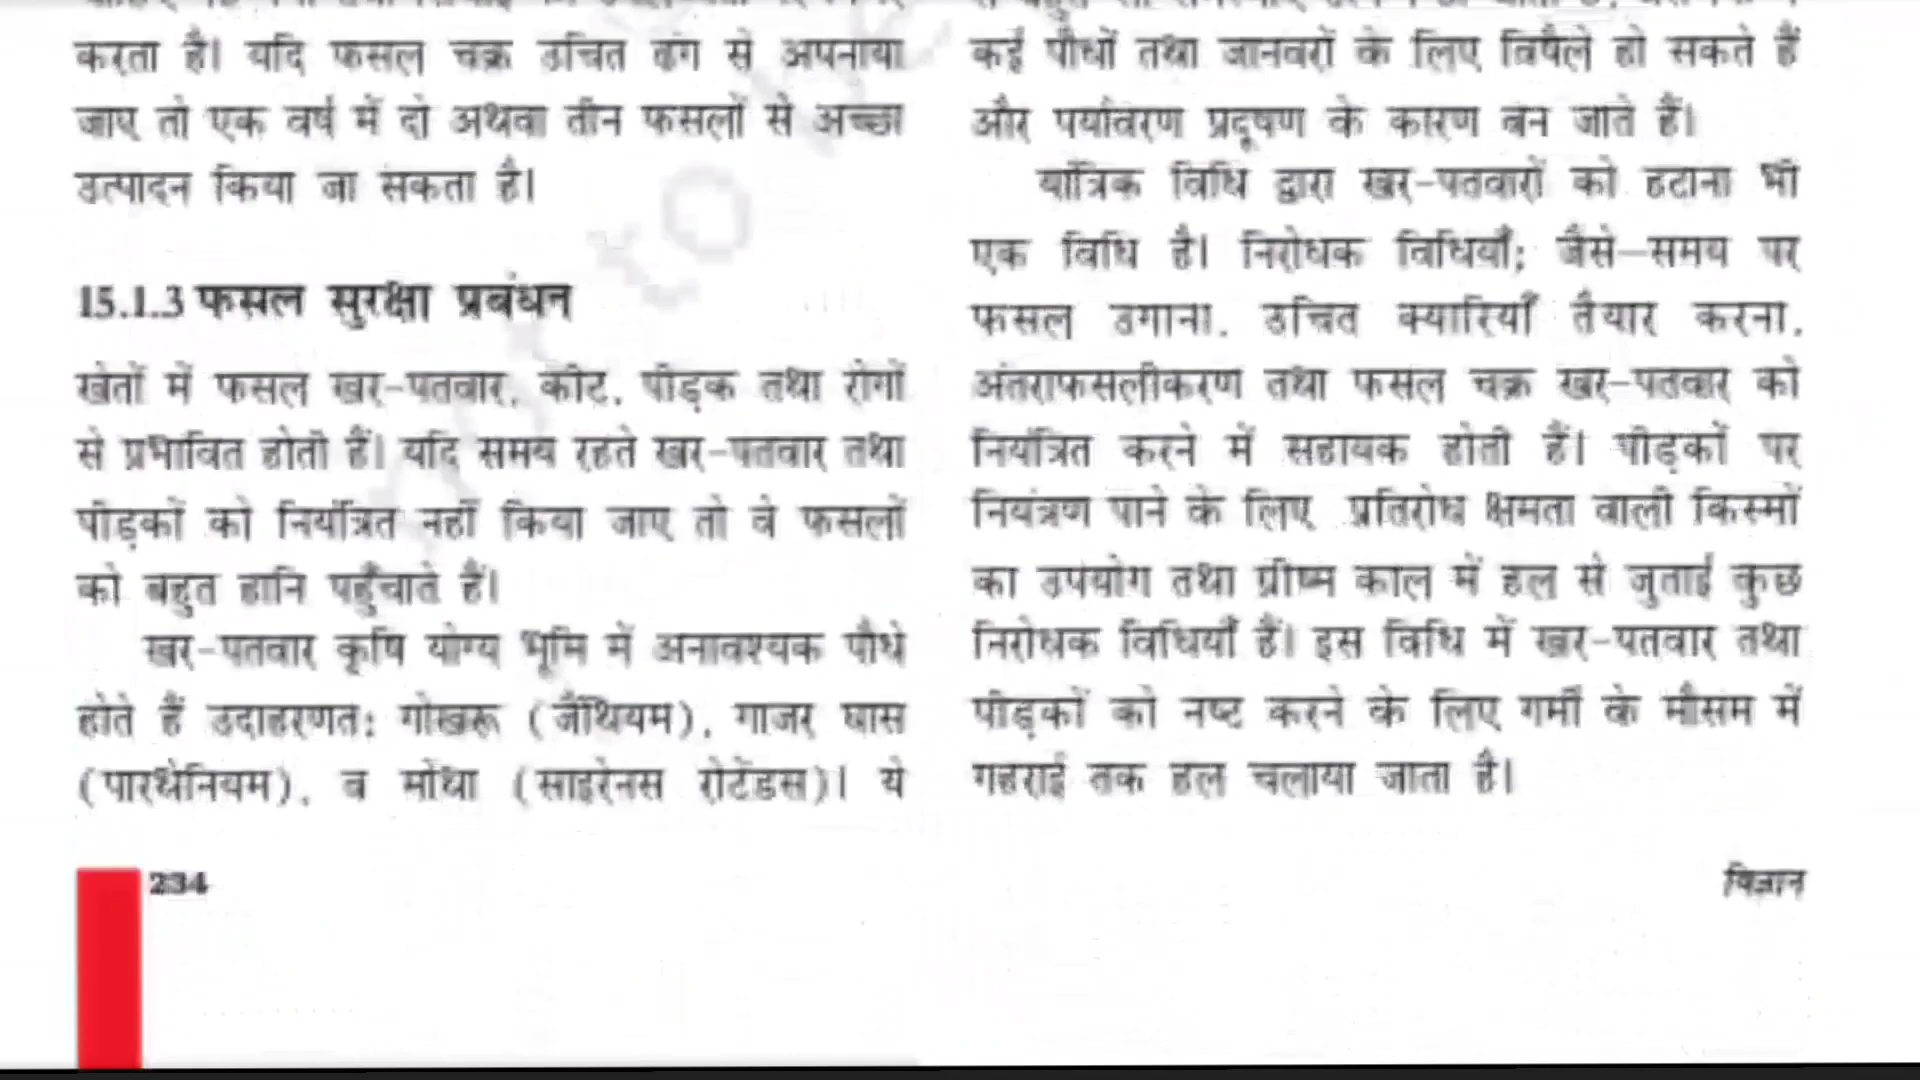 करता है। यदि फसल चक्र उचित ढंग से अपनाया
जाए तो एक वर्ष में दो अथवा तीन फसलों से अच्छा
उत्पादन किया जा सकता है।
15.1.3 फसल सुरक्षा प्रबंधन
खेतों में फसल खर-पतवार, कीट, पीड़क तथा रोगों
से प्रभावित होती हैं। यदि समय रहते खर-पतवार तथा
पीड़कों को नियंत्रित नहीं किया जाए तो वे फसलों
को बहुत हानि पहुँचाते हैं।
खर-पतवार कृषि योग्य भूमि में अनावश्यक पौधे
होते हैं उदाहरणत: गोखरू (जैंथियम), गाजर घास
(पारथेनियम), व मोथा (साइरेनस रोटेंडस)। ये
कई पौधों तथा जानवरों के लिए विषैले हो सकते हैं
और पर्यावरण प्रदूषण के कारण बन जाते हैं।
यांत्रिक विधि द्वारा खर-पतवारों को हटाना भी
एक विधि है। निरोधक विधियाँ; जैसे—समय पर
फसल उगाना, उचित क्यारियाँ तैयार करना,
अंतराफसलीकरण तथा फसल चक्र खर-पतवार को
नियंत्रित करने में सहायक होती हैं। पीड़कों पर
नियंत्रण पाने के लिए प्रतिरोध क्षमता वाली किस्मों
का उपयोग तथा ग्रीष्म काल में हल से जुताई कुछ
निरोधक विधियाँ हैं। इस विधि में खर-पतवार तथा
पीड़कों को नष्ट करने के लिए गर्मी के मौसम में
गहराई तक हल चलाया जाता है।
234
विज्ञान